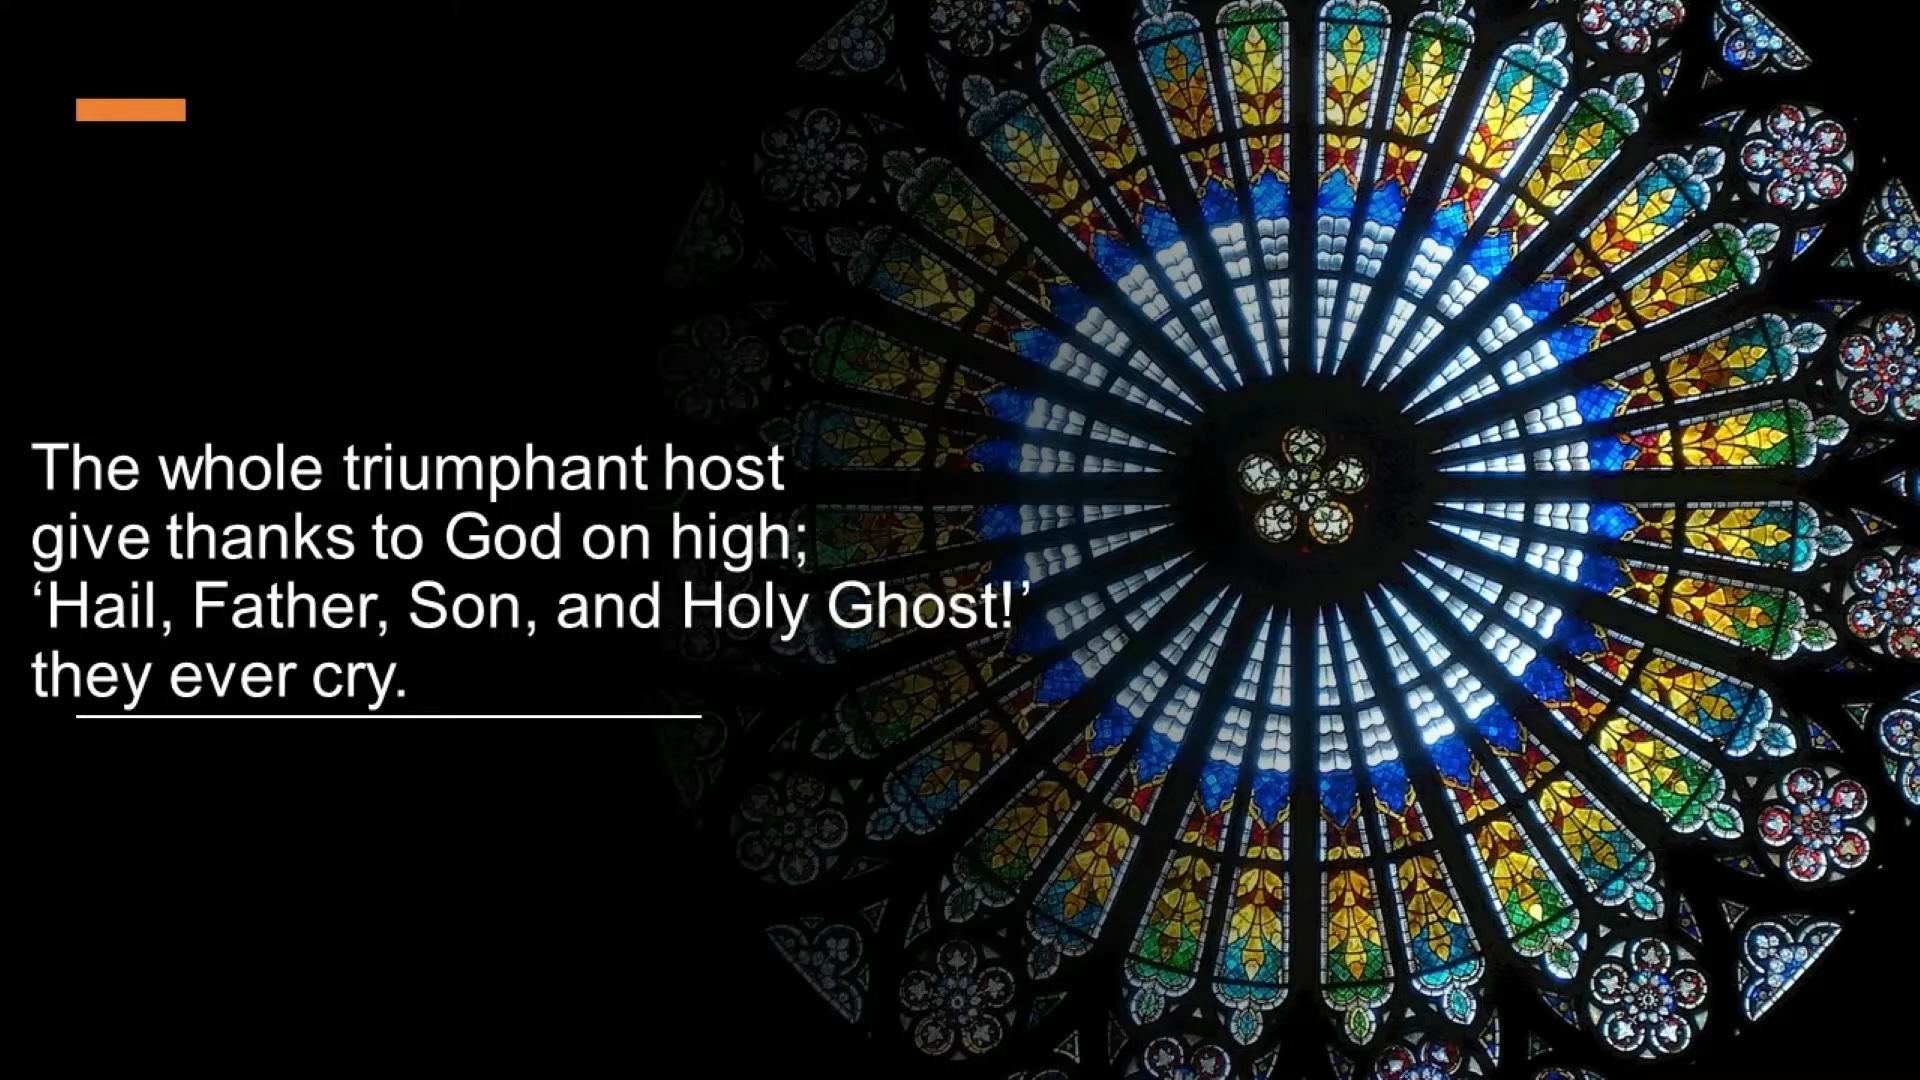 The whole triumphant host
give thanks to God on high;
‘Hail, Father, Son, and Holy Ghost!’
they ever cry.